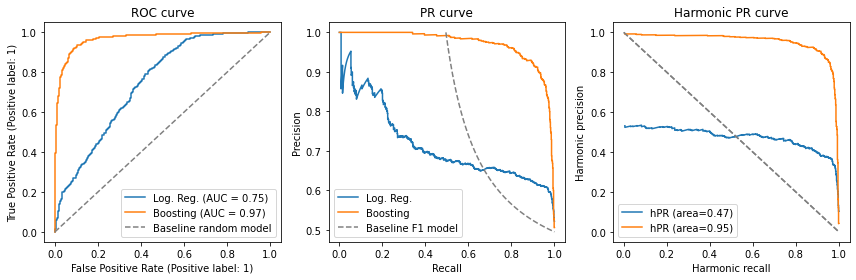 ROC curve
True Positive Rate (Positive label: 1)
1.0
0.8
0.6
0.4
0.2
0.0
Log. Reg. (AUC = 0.75)
Boosting (AUC = 0.97)
Baseline random model
0.0 0.2 0.4 0.6 0.8 1.0
False Positive Rate (Positive label: 1)
PR curve
Precision
1.0
0.9
0.8
0.7
0.6
0.5
Log. Reg.
Boosting
Baseline F1 model
0.0 0.2 0.4 0.6 0.8 1.0
Recall
Harmonic PR curve
Harmonic precision
1.0
0.8
0.6
0.4
0.2
0.0
hPR (area=0.47)
hPR (area=0.95)
0.0 0.2 0.4 0.6 0.8 1.0
Harmonic recall